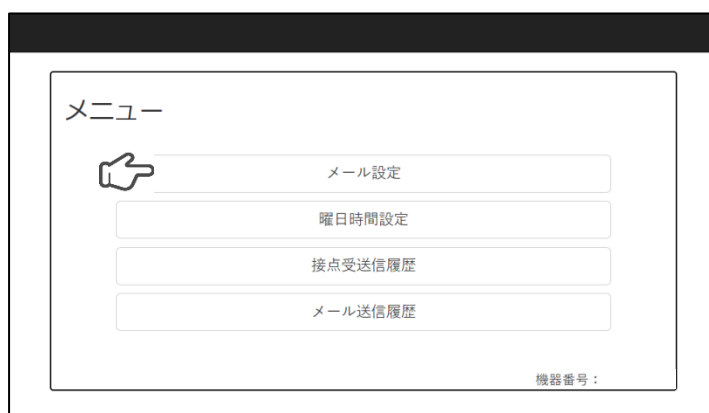 メニュー
メール設定
曜日時間設定
接点受送信履歴
メール送信履歴
機器番号：